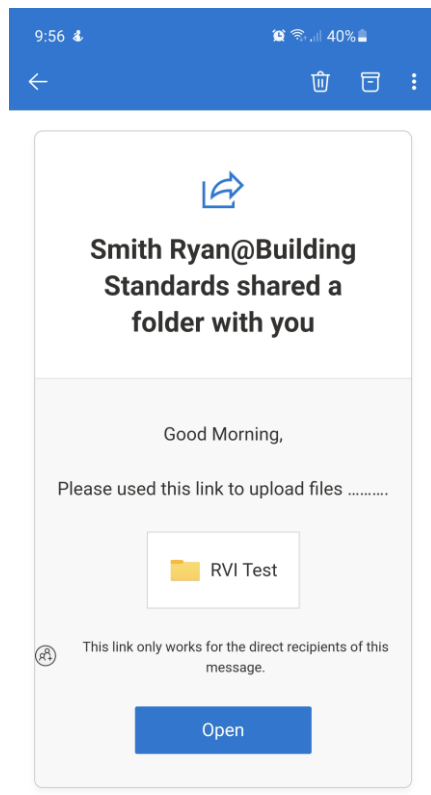 9:56 40%
Smith Ryan@Building
Standards shared a
folder with you
Good Morning,
Please used this link to upload files ..........
RVI Test
This link only works for the direct recipients of this
message.
Open